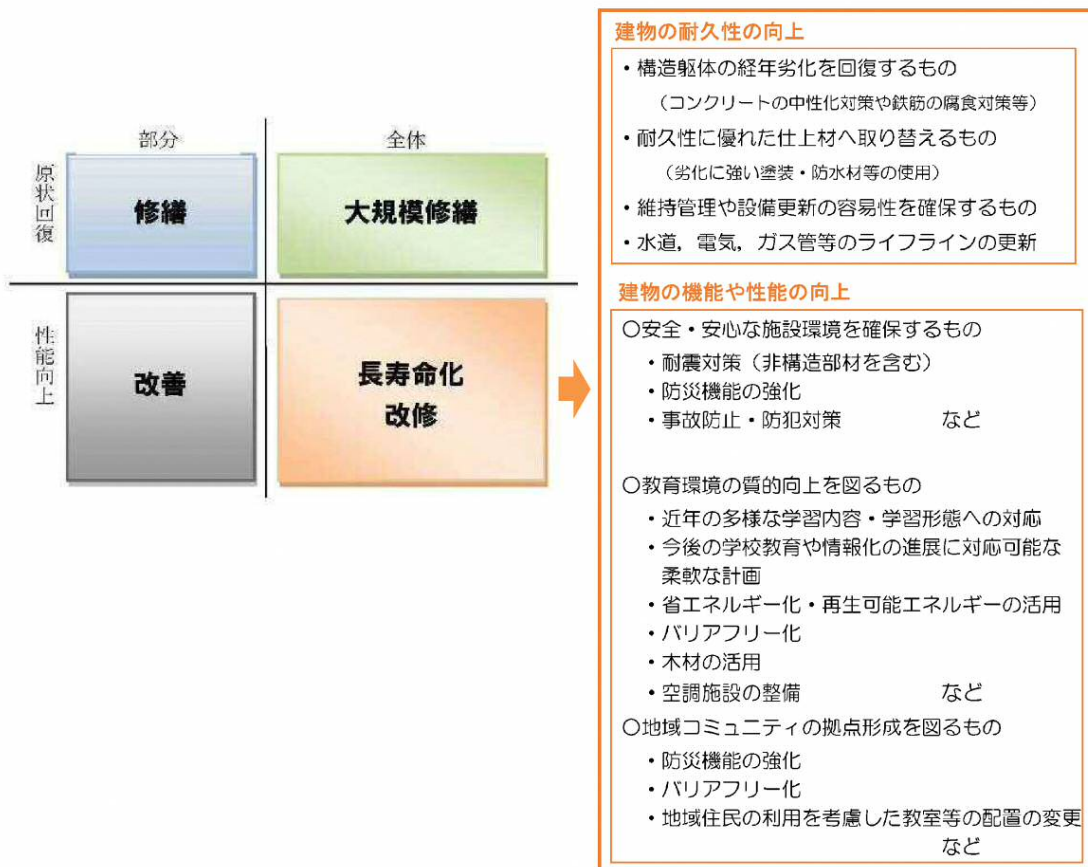 部分
全体
原状回復
修繕
大規模修繕
性能向上
改善
長寿命化
改修
建物の耐久性の向上
・構造躯体の経年劣化を回復するもの
（コンクリートの中性化対策や鉄筋の腐食対策等）
・耐久性に優れた仕上材へ取り替えるもの
（劣化に強い塗装・防水材等の使用）
・維持管理や設備更新の容易性を確保するもの
・水道，電気，ガス管等のライフラインの更新
建物の機能や性能の向上
〇安全・安心な施設環境を確保するもの
・耐震対策（非構造部材を含む）
・防災機能の強化
・事故防止・防犯対策 など
〇教育環境の質的向上を図るもの
・近年の多様な学習内容・学習形態への対応
・今後の学校教育や情報化の進展に対応可能な
柔軟な計画
・省エネルギー化・再生可能エネルギーの活用
・バリアフリー化
・木材の活用
・空調施設の整備 など
〇地域コミュニティの拠点形成を図るもの
・防災機能の強化
・バリアフリー化
・地域住民の利用を考慮した教室等の配置の変更
など